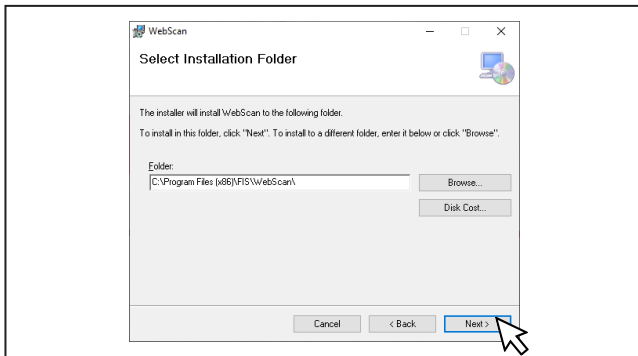 WebScan
Select Installation Folder
The installer will install WebScan to the following folder.
To install in this folder, click "Next". To install to a different folder, enter it below or click "Browse".
Folder:
C:\Program Files (x86)\FIS\WebScan\
Browse...
Disk Cost...
Cancel
< Back
Next >